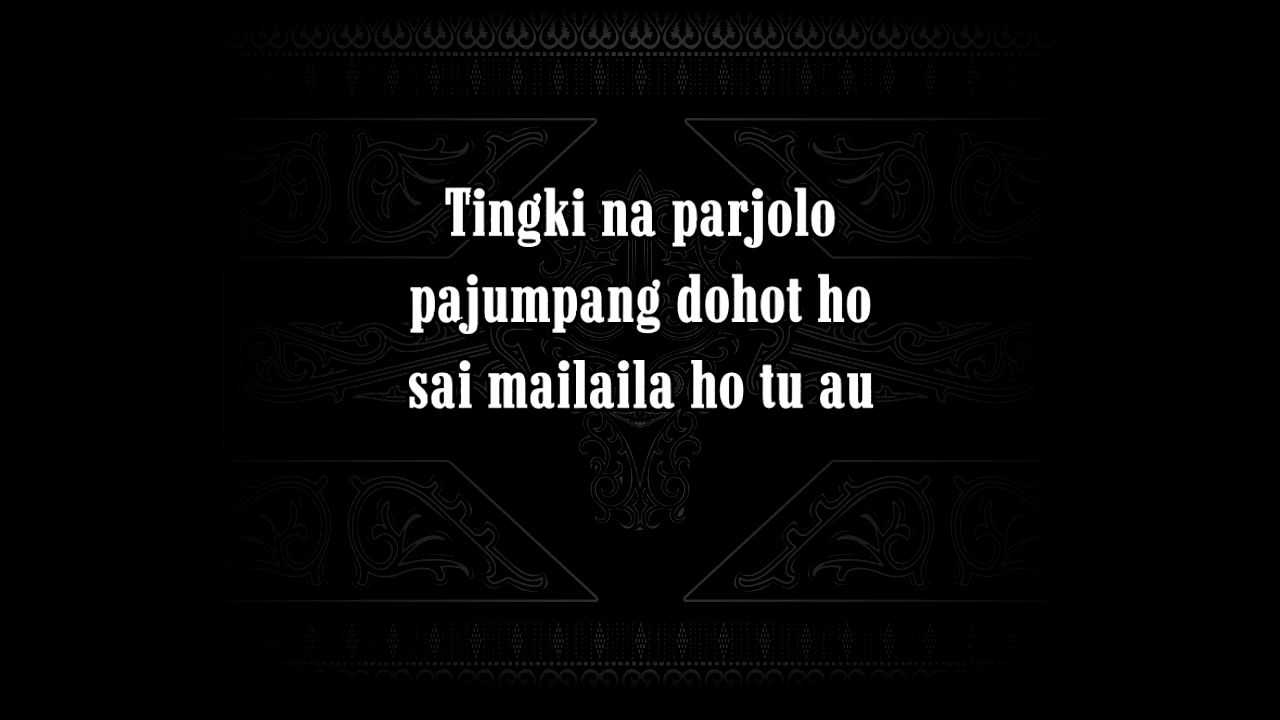 Tingki na parjolo
pajumpang dohot ho
sai mailaila ho tu au